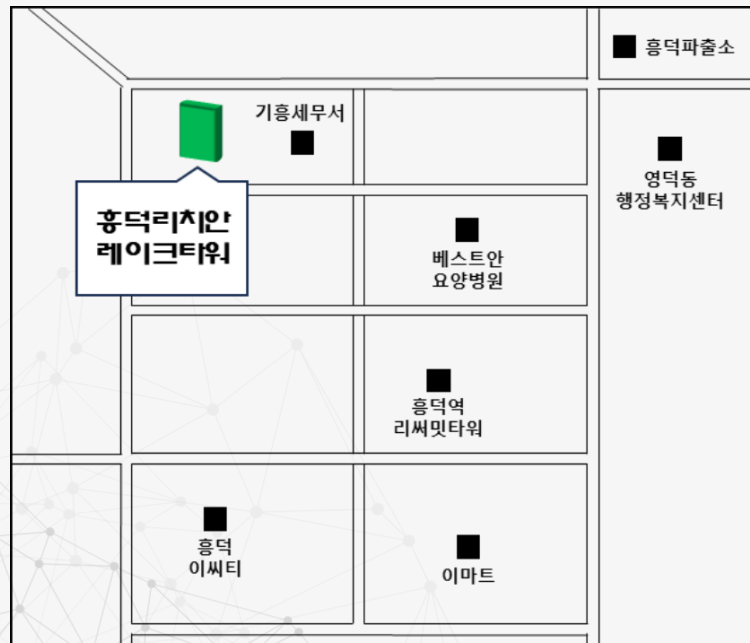 흥덕파출소
기흥세무서
영덕동
행정복지센터
흥덕리치안
레이크타워
베스트안
요양병원
흥덕역
리써밋타워
흥덕
이씨티
이마트